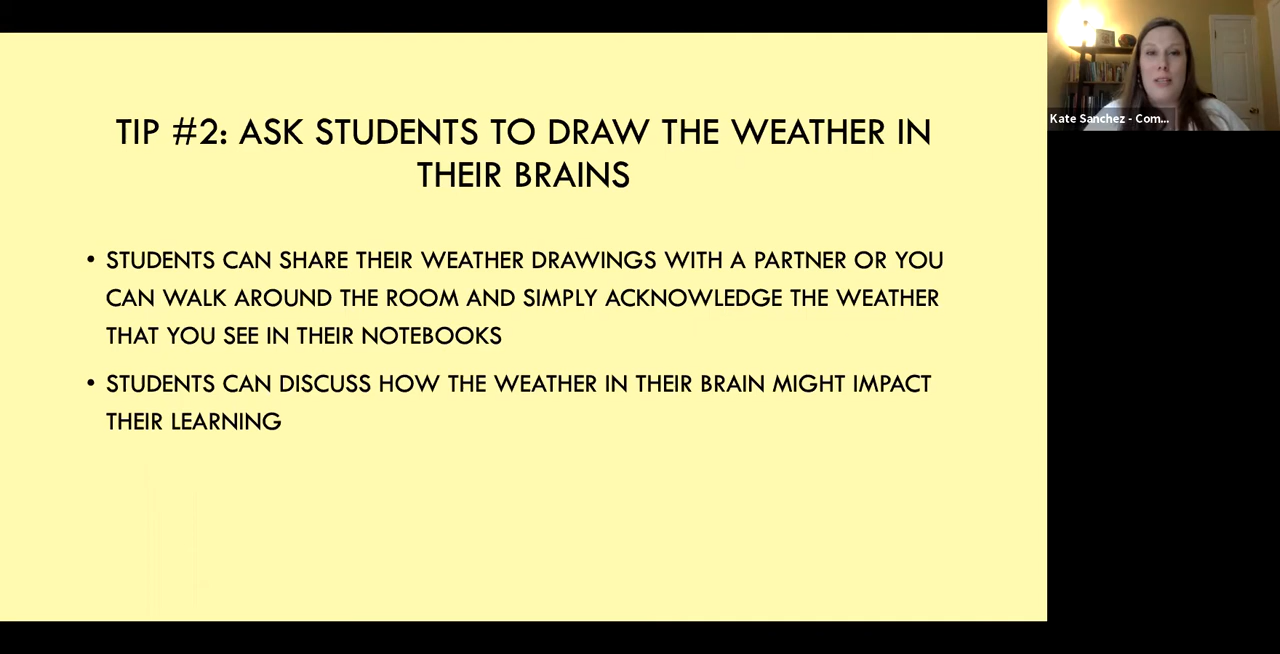 TIP #2: ASK STUDENTS TO DRAW THE WEATHER IN
THEIR BRAINS
• STUDENTS CAN SHARE THEIR WEATHER DRAWINGS WITH A PARTNER OR YOU
CAN WALK AROUND THE ROOM AND SIMPLY ACKNOWLEDGE THE WEATHER
THAT YOU SEE IN THEIR NOTEBOOKS
• STUDENTS CAN DISCUSS HOW THE WEATHER IN THEIR BRAIN MIGHT IMPACT
THEIR LEARNING
Kate Sanchez - Com...